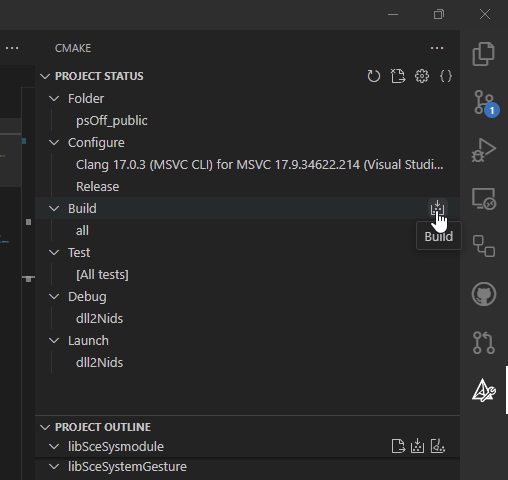 CMAKE
PROJECT STATUS
Folder
psOff_public
Configure
Clang 17.0.3 (MSVC CLI) for MSVC 17.9.34622.214 (Visual Studi...
Release
Build
all
Build
Test
[All tests]
Debug
dll2Nids
Launch
dll2Nids
PROJECT OUTLINE
libSceSysmodule
libSceSystemGesture
1